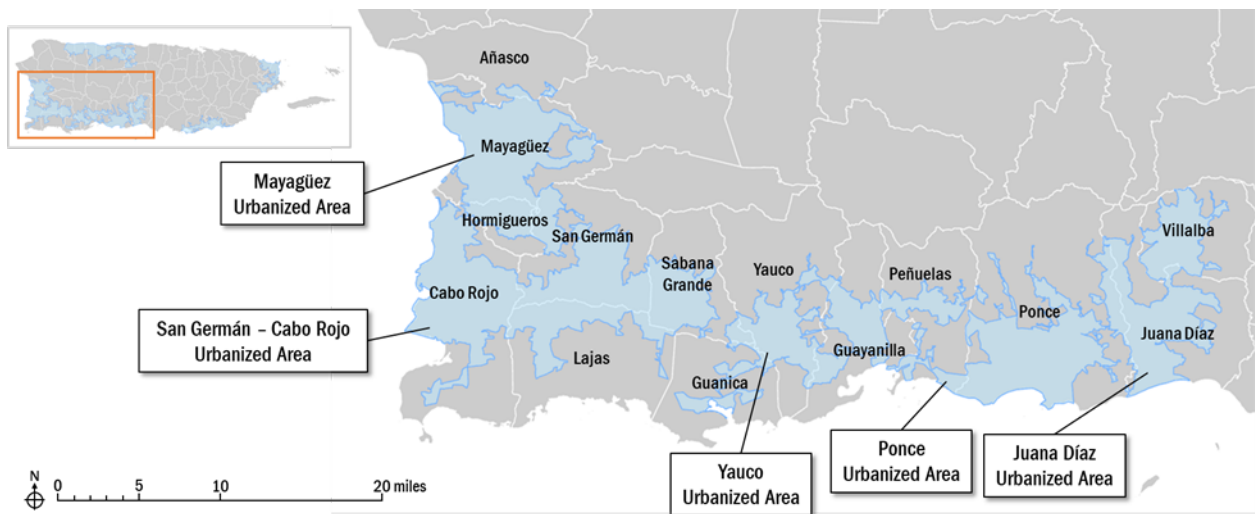 Añasco
Mayagüez
Mayagüez
Urbanized Area
Hormigueros
San Germán
Villalba
Sabana
Grande
Yauco
Peñuelas
Cabo Rojo
Ponce
San Germán – Cabo Rojo
Urbanized Area
Juana Díaz
Lajas
Guayanilla
Guanica
Ponce
Urbanized Area
Juana Díaz
Urbanized Area
Yauco
Urbanized Area
N
0 5 10 20 miles